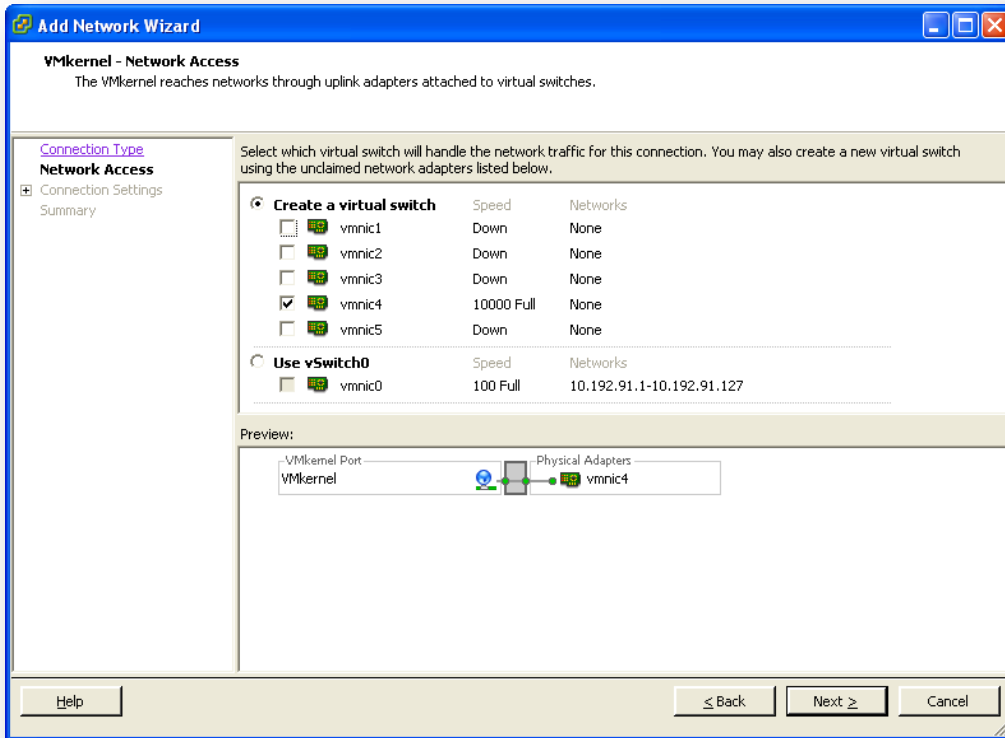 Add Network Wizard
VMkernel - Network Access
The VMkernel reaches networks through uplink adapters attached to virtual switches.
Connection Type
Network Access
Connection Settings
Summary
Select which virtual switch will handle the network traffic for this connection. You may also create a new virtual switch
using the unclaimed network adapters listed below.
Create a virtual switch Speed Networks
vmnic1 Down None
vmnic2 Down None
vmnic3 Down None
vmnic4 10000 Full None
vmnic5 Down None
Use vSwitch0 Speed Networks
vmnic0 100 Full 10.192.91.1-10.192.91.127
Preview:
VMkernel Port Physical Adapters
VMkernel vmnic4
Help ≤ Back Next ≥ Cancel